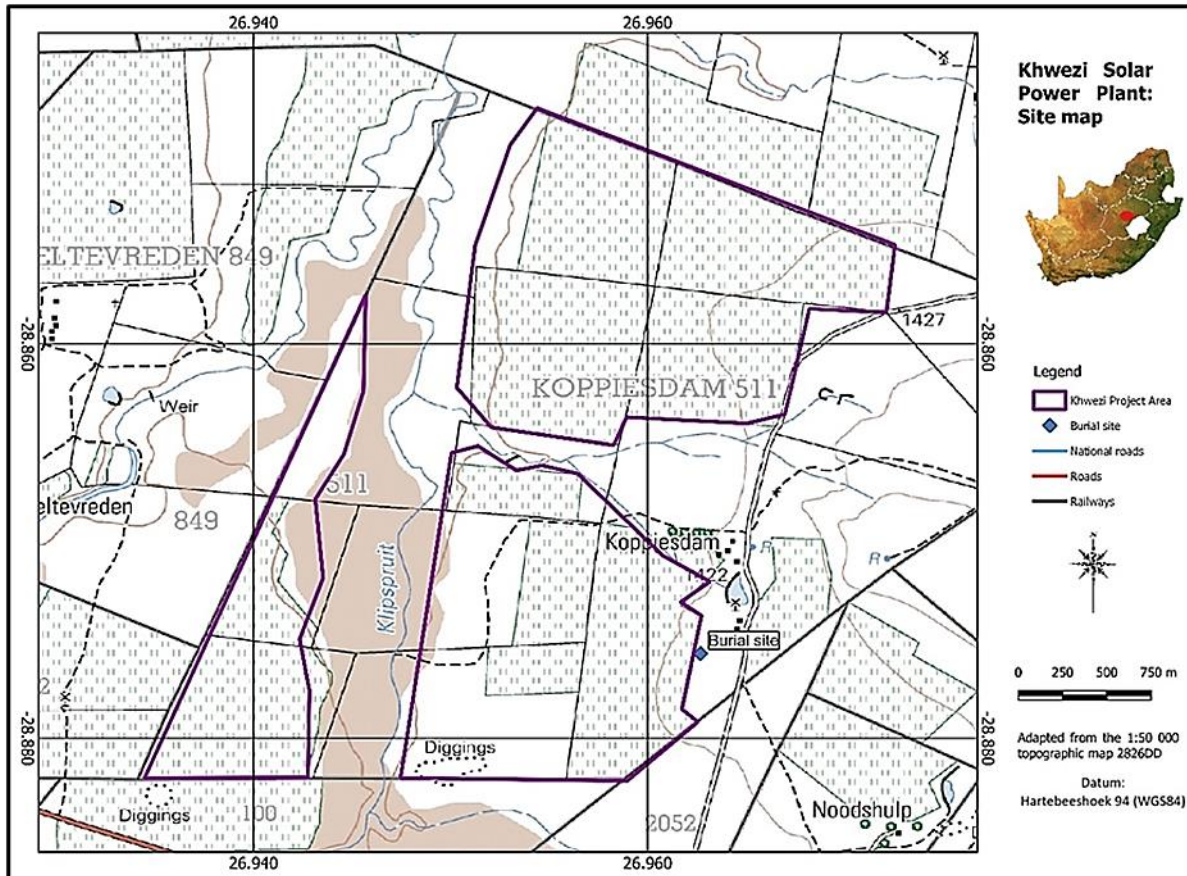 26.940
26.960
Khwezi Solar
Power Plant:
Site map
ELTEVREDEN 849
1427
-28.860
-28.860
KOPPIESDAM 511
Legend
Khwezi Project Area
Burial site
National roads
Roads
Railways
Weir
511
eltevreden
849
Koppiesdam
R
R
1422
Klipspruit
Burial site
2
0 250 500 750 m
-28.880
-28.880
Diggings
Adapted from the 1:50 000
topographic map 2826DD
Datum:
Hartebeeshoek 94 (WGS84)
Diggings
100
2052
Noodshulp
26.940
26.960